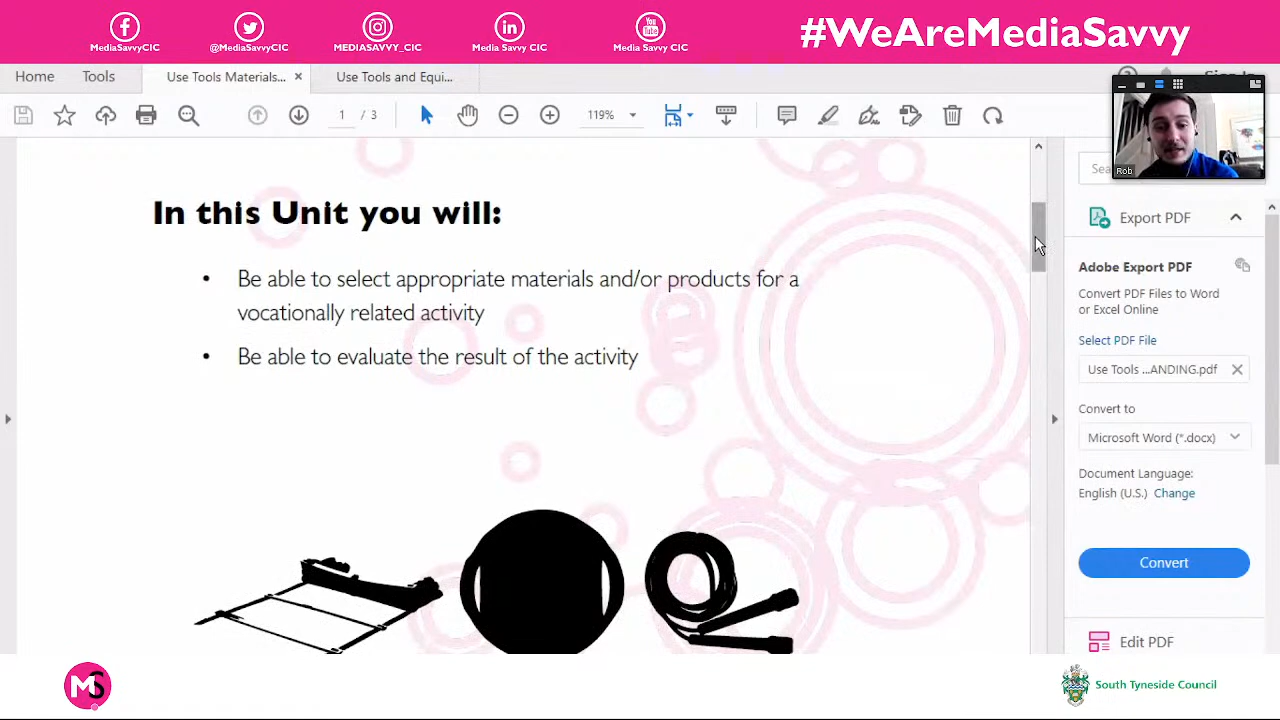 MediaSavvyCIC
@MediaSavvyCIC
MEDIASAVVY_CIC
in
Media Savvy CIC
You Tube
Media Savvy CIC
#WeAreMediaSavvy
Home
Tools
Use Tools Materials...
Use Tools and Equi...
1 / 3
119%
Rob
In this Unit you will:
• Be able to select appropriate materials and/or products for a
vocationally related activity
• Be able to evaluate the result of the activity
Export PDF
Adobe Export PDF
Convert PDF Files to Word
or Excel Online
Select PDF File
Use Tools ...ANDING.pdf
Convert to
Microsoft Word (*.docx)
Document Language:
English (U.S.) Change
Convert
Edit PDF
MS
South Tyneside Council